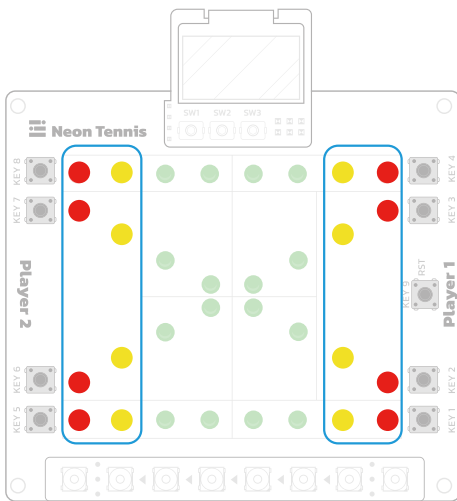 SW1 SW2 SW3
Neon Tennis
KEY 8
KEY 4
KEY 7
KEY 3
Player 2
RST
KEY 9
Player 1
KEY 6
KEY 2
KEY 5
KEY 1